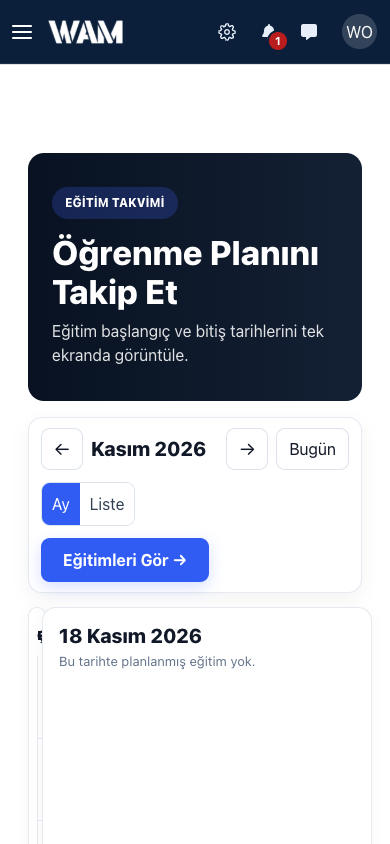 WAM
1
WO
EĞİTİM TAKVİMİ
Öğrenme Planını
Takip Et
Eğitim başlangıç ve bitiş tarihlerini tek
ekranda görüntüle.
← Kasım 2026 → Bugün
Ay Liste
Eğitimleri Gör →
18 Kasım 2026
Bu tarihte planlanmış eğitim yok.